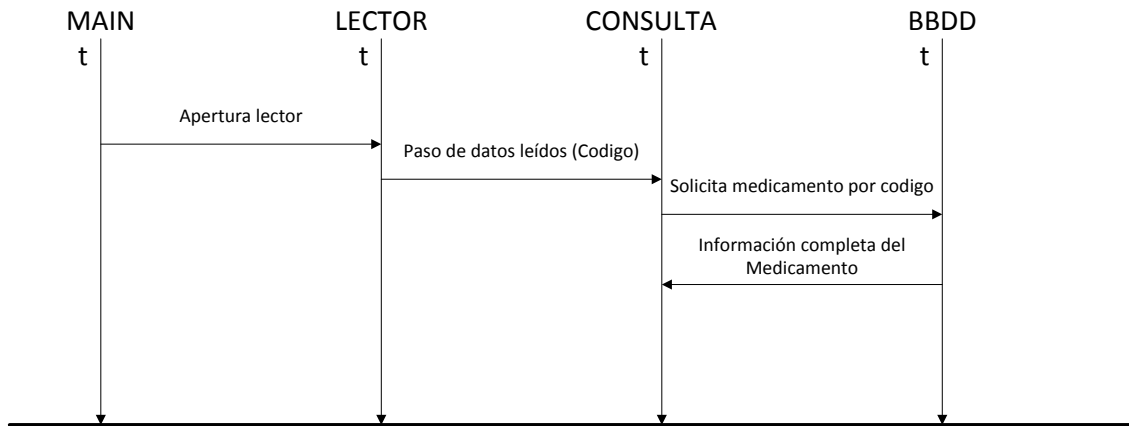 MAIN
LECTOR
CONSULTA
BBDD
t
t
t
t
Apertura lector
Paso de datos leídos (Codigo)
Solicita medicamento por codigo
Información completa del
Medicamento